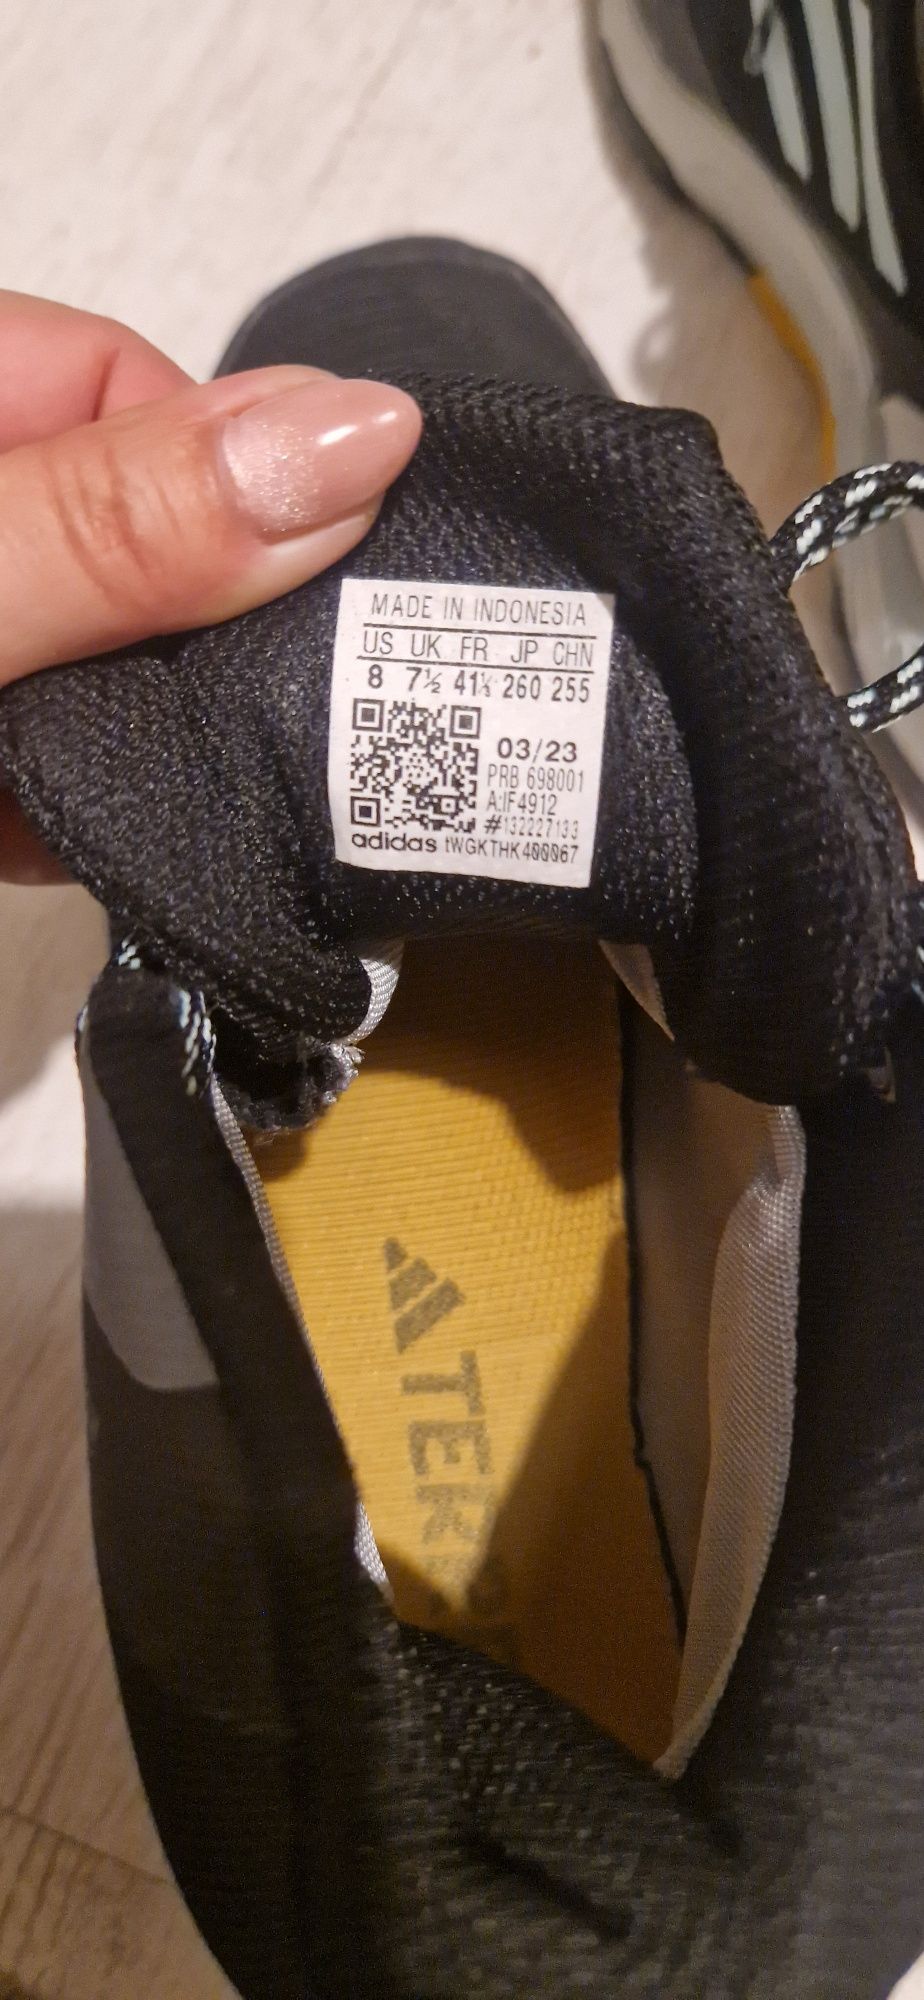 MADE IN INDONESIA
US UK FR JP CHN
8 7½ 41⅓ 260 255
03/23
PRB 698001
A:IF4912
#132227133
adidas tWGKTHK400067